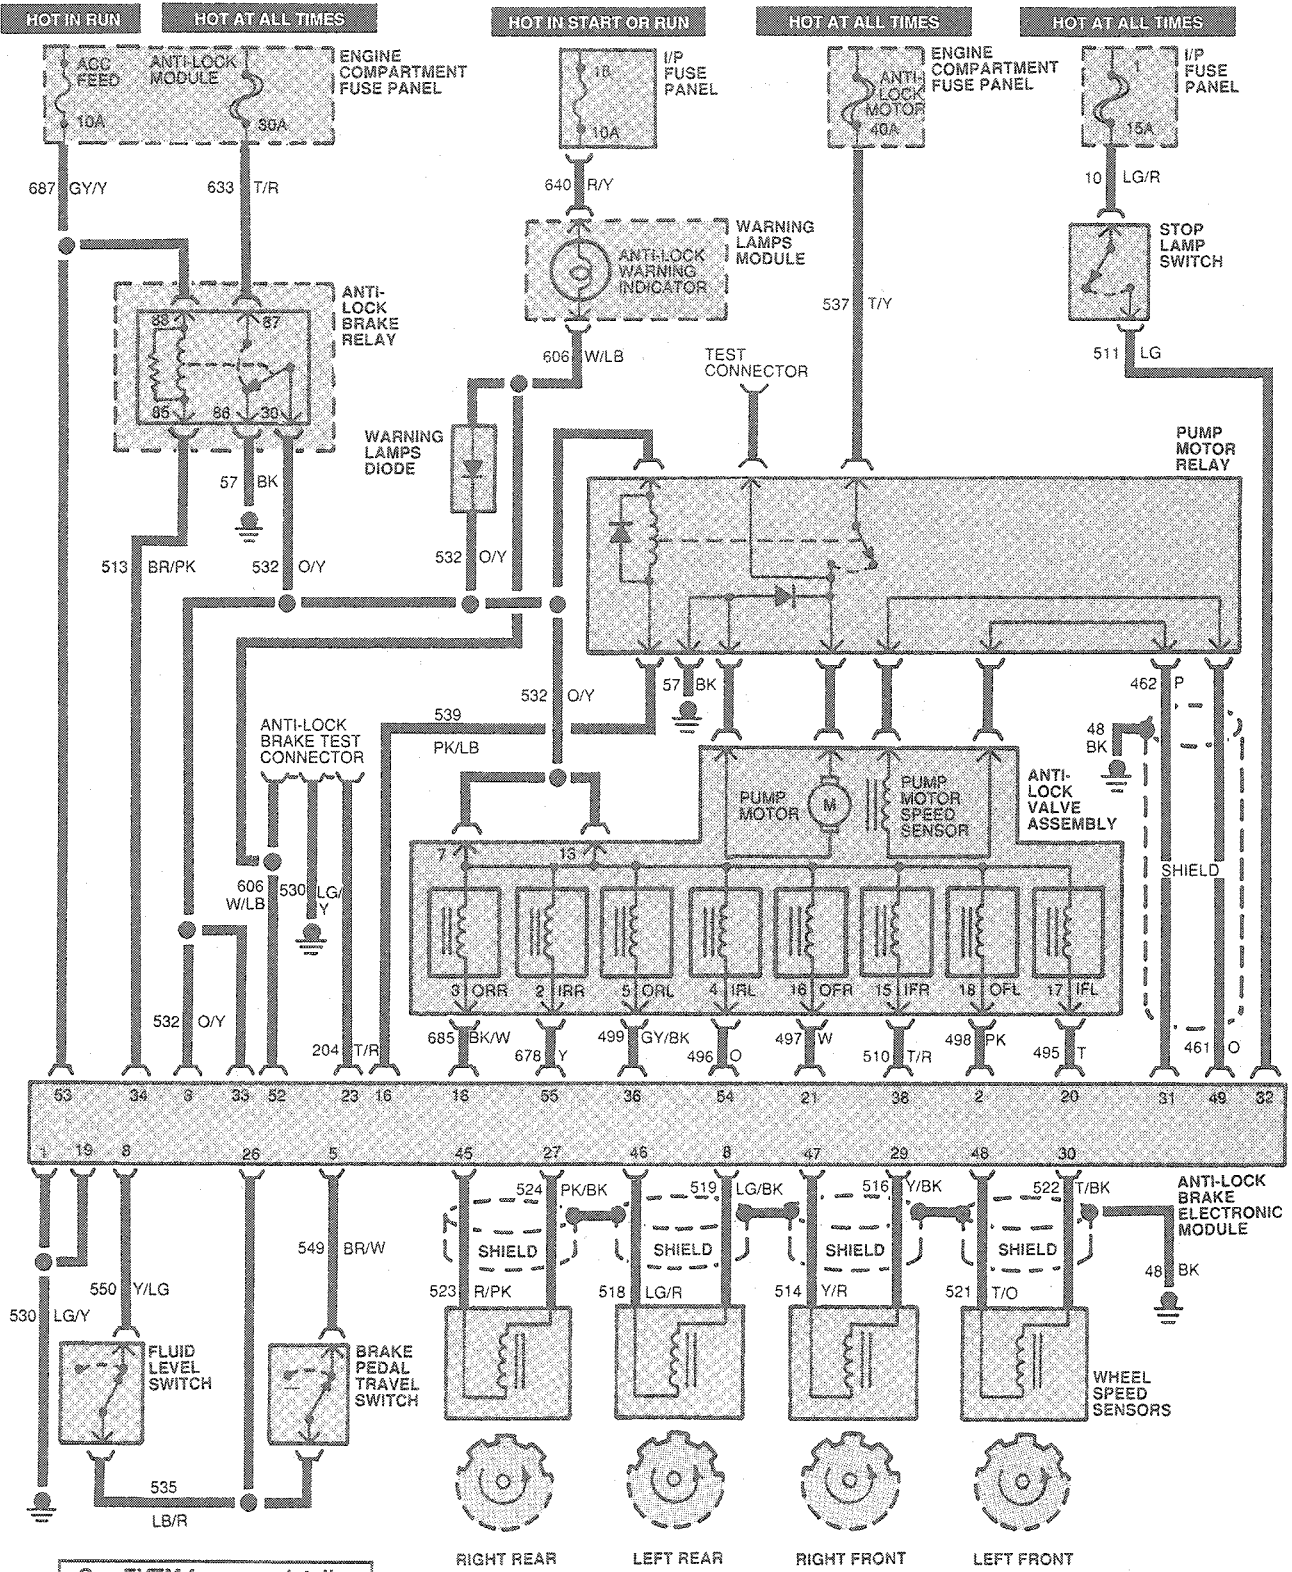 HOT IN RUN
HOT AT ALL TIMES
HOT IN START OR RUN
HOT AT ALL TIMES
HOT AT ALL TIMES
ACC
FEED
10A
ANTI-LOCK
MODULE
30A
ENGINE
COMPARTMENT
FUSE PANEL
18
10A
I/P
FUSE
PANEL
ANTI-
LOCK
MOTOR
40A
ENGINE
COMPARTMENT
FUSE PANEL
1
15A
I/P
FUSE
PANEL
687 GY/Y
633 T/R
640 R/Y
10 LG/R
WARNING
LAMPS
MODULE
ANTI-LOCK
WARNING
INDICATOR
STOP
LAMP
SWITCH
537 T/Y
ANTI-
LOCK
BRAKE
RELAY
88 87
85 86 30
606 W/LB
TEST
CONNECTOR
511 LG
WARNING
LAMPS
DIODE
PUMP
MOTOR
RELAY
57 BK
513 BR/PK
532 O/Y
532 O/Y
532 O/Y
57 BK
462 P
539
PK/LB
48
BK
ANTI-LOCK
BRAKE TEST
CONNECTOR
PUMP
MOTOR
M
PUMP
MOTOR
SPEED
SENSOR
ANTI-
LOCK
VALVE
ASSEMBLY
7 13
SHIELD
606
W/LB
530 LG/
Y
3 ORR
2 IRR
5 ORL
4 IRL
16 OFR
15 IFR
18 OFL
17 IFL
532 O/Y
204 T/R
685 BK/W
678 Y
499 GY/BK
496 O
497 W
510 T/R
498 PK
495 T
461 O
53 34 3 33 52 23 16 18 55 36 54 21 38 2 20 31 49 32
1 19 8 26 5 45 27 46 8 47 29 48 30
ANTI-LOCK
BRAKE
ELECTRONIC
MODULE
524 PK/BK
519 LG/BK
516 Y/BK
522 T/BK
SHIELD
SHIELD
SHIELD
SHIELD
549 BR/W
550 Y/LG
530 LG/Y
523 R/PK
518 LG/R
514 Y/R
521 T/O
48 BK
FLUID
LEVEL
SWITCH
BRAKE
PEDAL
TRAVEL
SWITCH
WHEEL
SPEED
SENSORS
535
LB/R
RIGHT REAR
LEFT REAR
RIGHT FRONT
LEFT FRONT